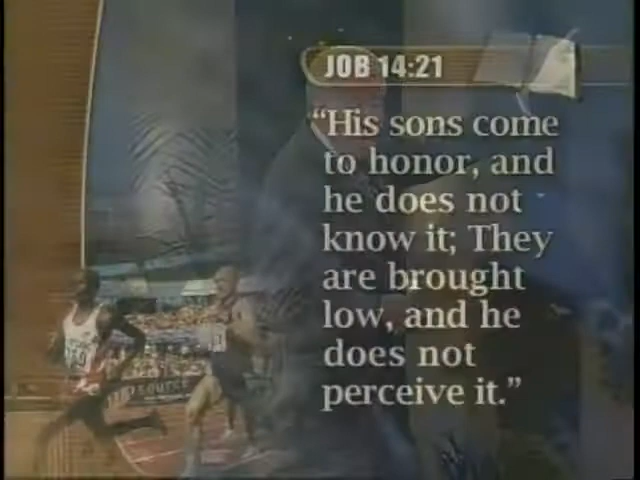 JOB 14:21
“His sons come
to honor, and
he does not
know it; They
are brought
low, and he
does not
perceive it.”